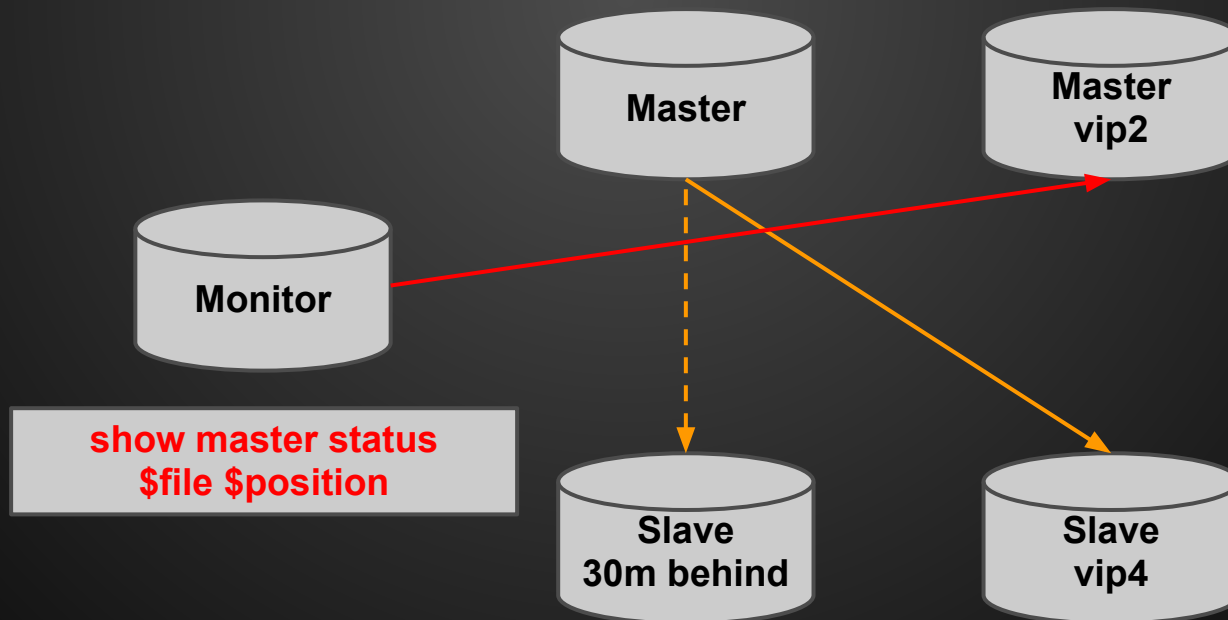 Master
Master
vip2
Monitor
show master status
$file $position
Slave
30m behind
Slave
vip4